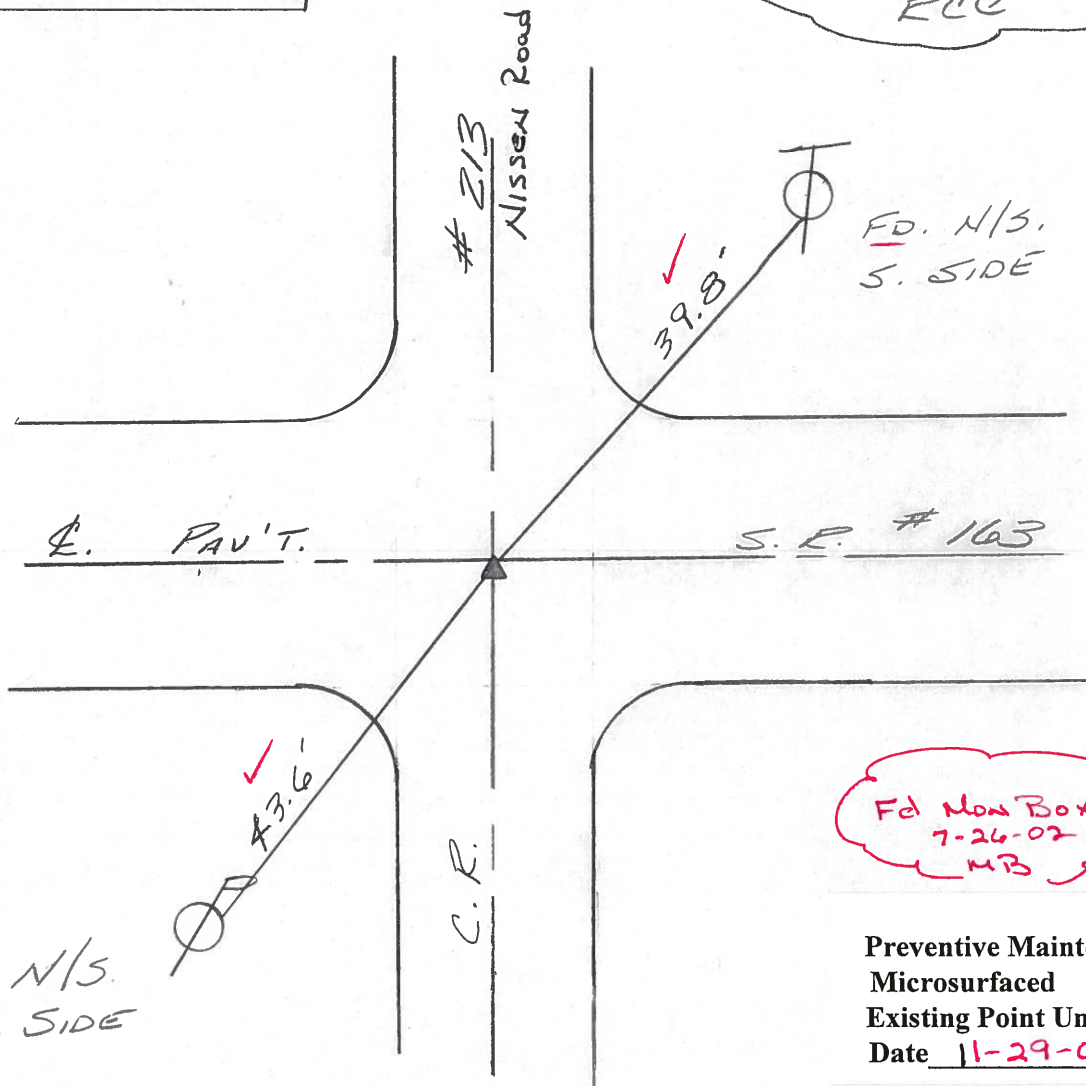 ECC
# 213
Nissen Road
FD. N/S.
S. SIDE
39.8'
℄. PAV'T.
S. R. # 163
43.6'
C. R.
Fd Mon Box
7-26-02
MB
N/S.
SIDE
Preventive Maint
Microsurfaced
Existing Point Un
Date 11-29-0